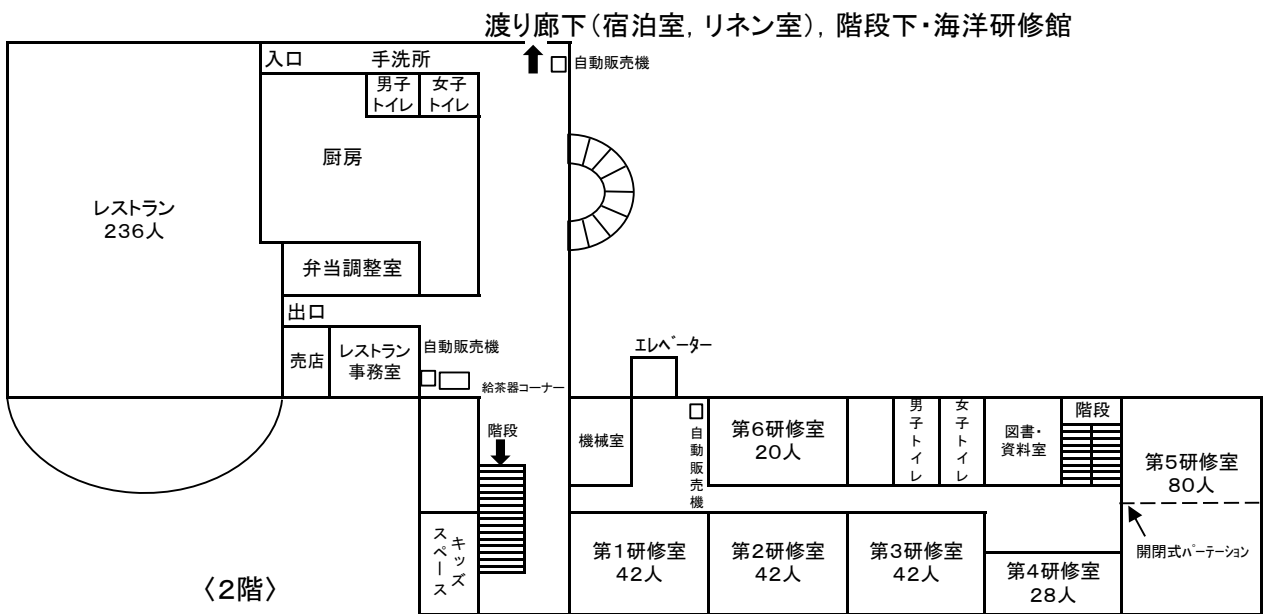 渡り廊下（宿泊室，リネン室），階段下・海洋研修館
入口
手洗所
自動販売機
男子
トイレ
女子
トイレ
厨房
レストラン
236人
弁当調整室
出口
売店
レストラン
事務室
自動販売機
給茶器コーナー
エレベーター
階段
機械室
自動販売機
第6研修室
20人
男子トイレ
女子トイレ
図書・
資料室
階段
第5研修室
80人
開閉式パーテーション
キッズ
スペース
第1研修室
42人
第2研修室
42人
第3研修室
42人
第4研修室
28人
〈2階〉